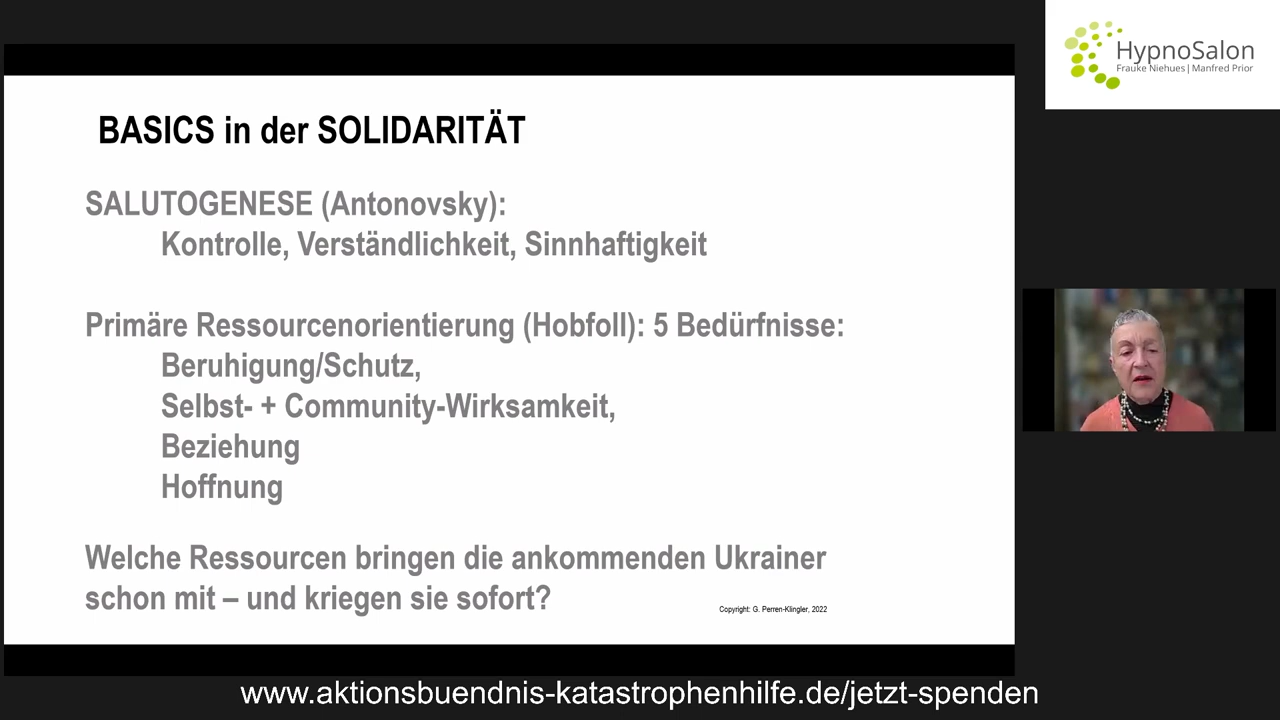 HypnoSalon
Frauke Niehues | Manfred Prior
BASICS in der SOLIDARITÄT
SALUTOGENESE (Antonovsky):
Kontrolle, Verständlichkeit, Sinnhaftigkeit
Primäre Ressourcenorientierung (Hobfoll): 5 Bedürfnisse:
Beruhigung/Schutz,
Selbst- + Community-Wirksamkeit,
Beziehung
Hoffnung
Welche Ressourcen bringen die ankommenden Ukrainer
schon mit – und kriegen sie sofort?
Copyright: G. Perren-Klingler, 2022
www.aktionsbuendnis-katastrophenhilfe.de/jetzt-spenden